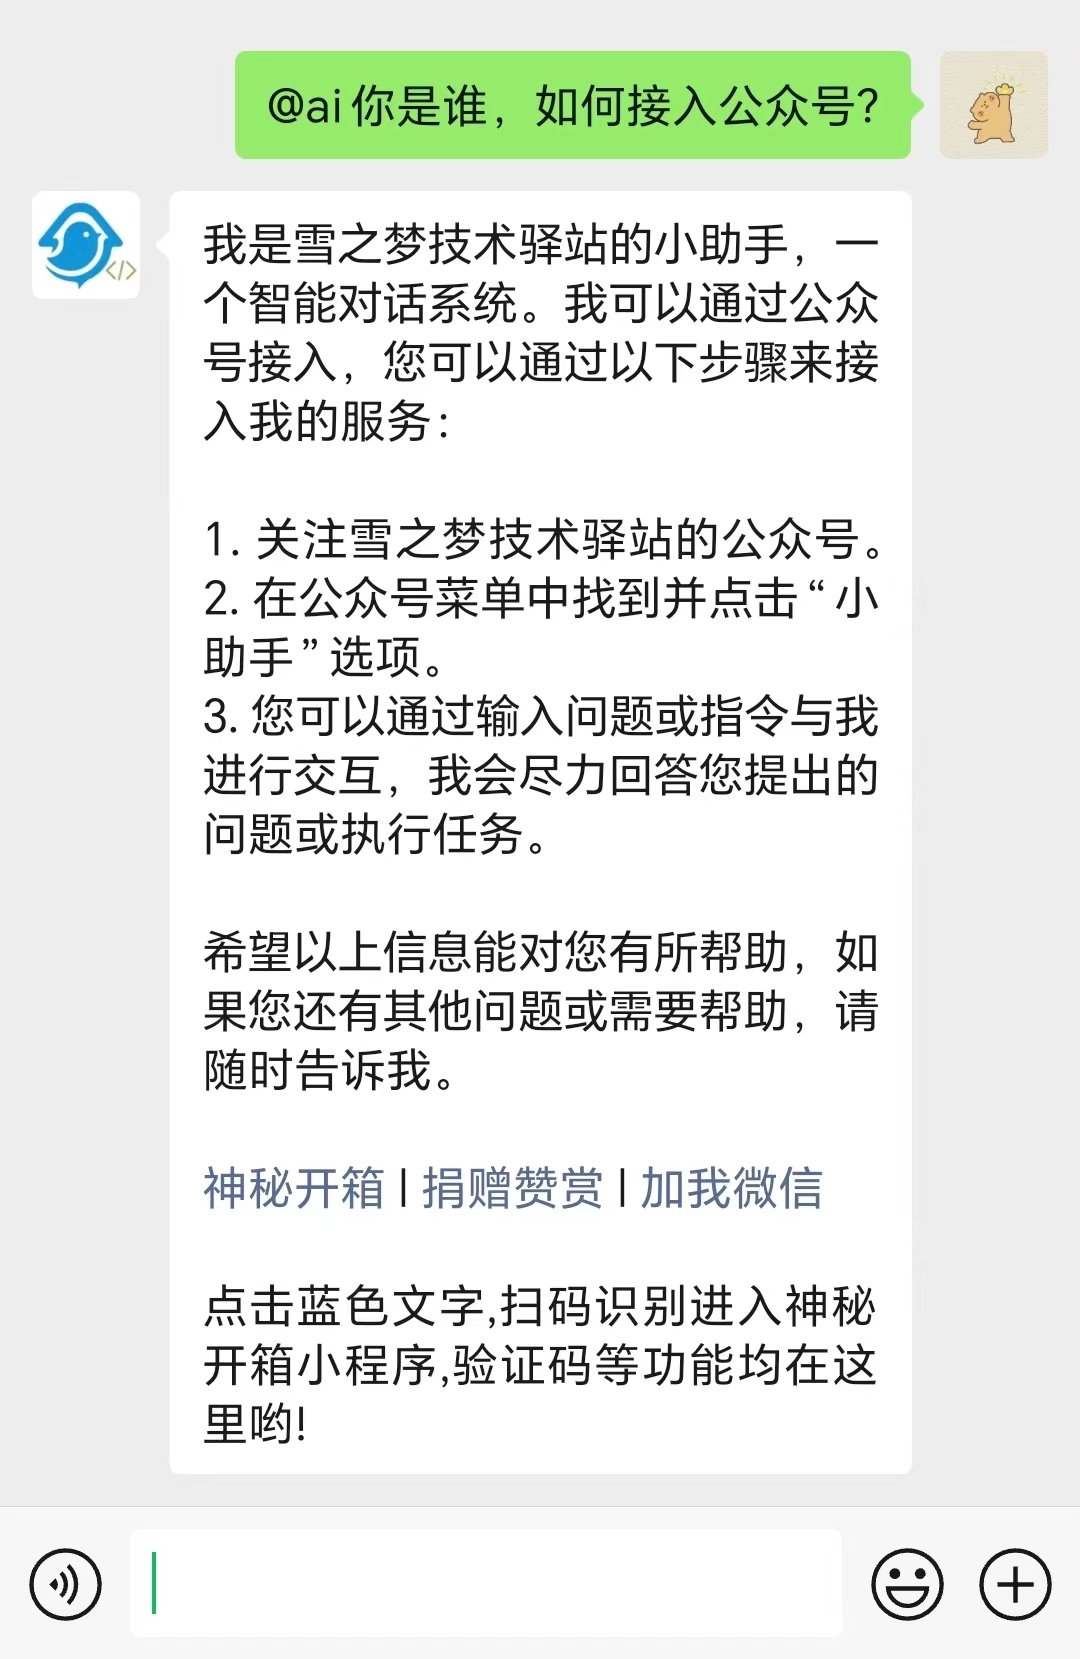 @ai你是谁，如何接入公众号？
我是雪之梦技术驿站的小助手，一
个智能对话系统。我可以通过公众
号接入，您可以通过以下步骤来接
入我的服务：
1. 关注雪之梦技术驿站的公众号。
2. 在公众号菜单中找到并点击“小
助手”选项。
3. 您可以通过输入问题或指令与我
进行交互，我会尽力回答您提出的
问题或执行任务。
希望以上信息能对您有所帮助，如
果您还有其他问题或需要帮助，请
随时告诉我。
神秘开箱 | 捐赠赞赏 | 加我微信
点击蓝色文字,扫码识别进入神秘
开箱小程序,验证码等功能均在这
里哟!